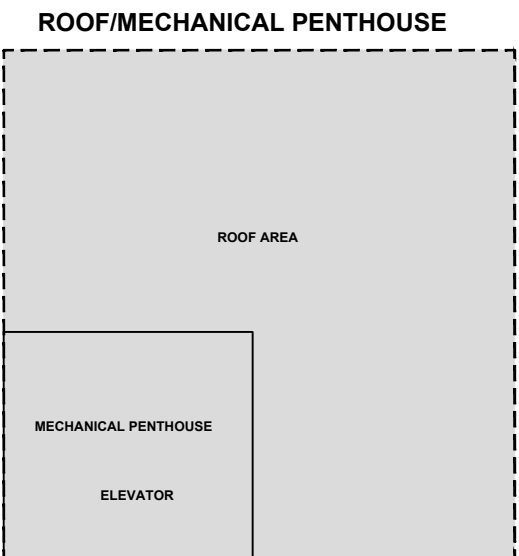 ROOF/MECHANICAL PENTHOUSE
ROOF AREA
MECHANICAL PENTHOUSE
ELEVATOR